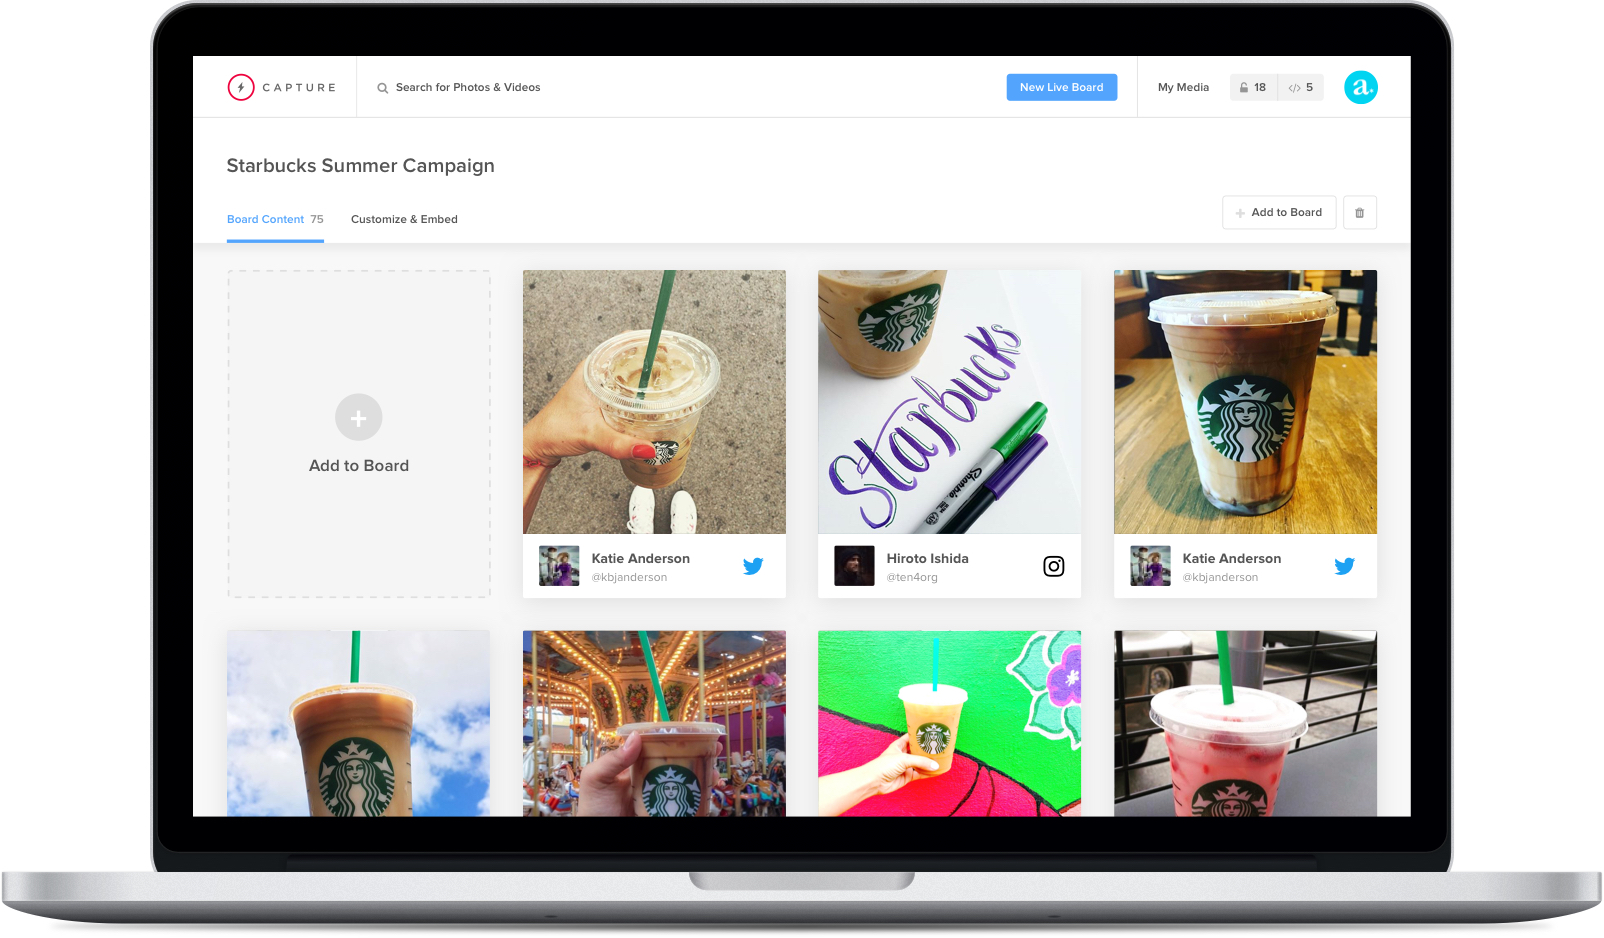 CAPTURE
Search for Photos & Videos
New Live Board
My Media
18
5
a.
Starbucks Summer Campaign
Board Content 75
Customize & Embed
+ Add to Board
Add to Board
Starbucks
Sharpie
Katie Anderson
@kbjanderson
Hiroto Ishida
@ten4org
Katie Anderson
@kbjanderson